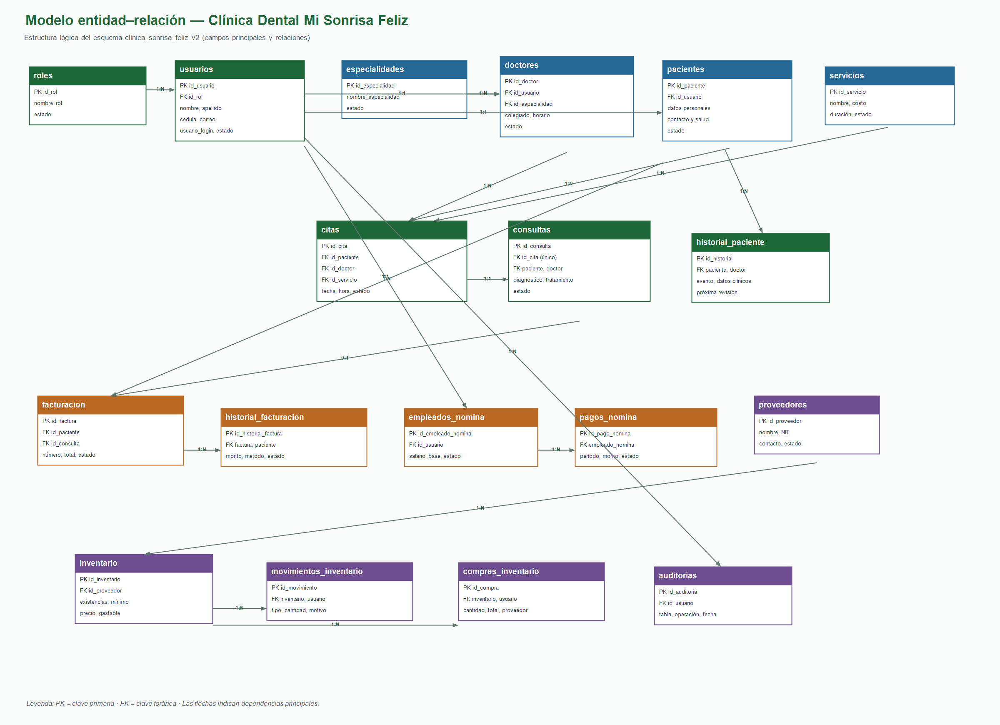 Modelo entidad–relación — Clínica Dental Mi Sonrisa Feliz
Estructura lógica del esquema clinica_sonrisa_feliz_v2 (campos principales y relaciones)
roles
PK id_rol
nombre_rol
estado
1:N
usuarios
PK id_usuario
FK id_rol
nombre, apellido
cedula, correo
usuario_login, estado
especialidades
PK id_especialidad
nombre_especialidad
estado
1:1
1:N
1:1
doctores
PK id_doctor
FK id_usuario
FK id_especialidad
colegiado, horario
estado
pacientes
PK id_paciente
FK id_usuario
datos personales
contacto y salud
estado
servicios
PK id_servicio
nombre, costo
duración, estado
1:N
1:N
1:N
1:N
citas
PK id_cita
FK id_paciente
FK id_doctor
FK id_servicio
fecha, hora, estado
1:1
1:N
1:1
consultas
PK id_consulta
FK id_cita (único)
FK paciente, doctor
diagnóstico, tratamiento
estado
historial_paciente
PK id_historial
FK paciente, doctor
evento, datos clínicos
próxima revisión
0:1
1:N
facturacion
PK id_factura
FK id_paciente
FK id_consulta
número, total, estado
1:N
historial_facturacion
PK id_historial_factura
FK factura, paciente
monto, método, estado
empleados_nomina
PK id_empleado_nomina
FK id_usuario
salario_base, estado
1:N
pagos_nomina
PK id_pago_nomina
FK empleado_nomina
período, monto, estado
proveedores
PK id_proveedor
nombre, NIT
contacto, estado
1:N
inventario
PK id_inventario
FK id_proveedor
existencias, mínimo
precio, gastable
1:N
1:N
movimientos_inventario
PK id_movimiento
FK inventario, usuario
tipo, cantidad, motivo
compras_inventario
PK id_compra
FK inventario, usuario
cantidad, total, proveedor
auditorias
PK id_auditoria
FK id_usuario
tabla, operación, fecha
Leyenda: PK = clave primaria · FK = clave foránea · Las flechas indican dependencias principales.